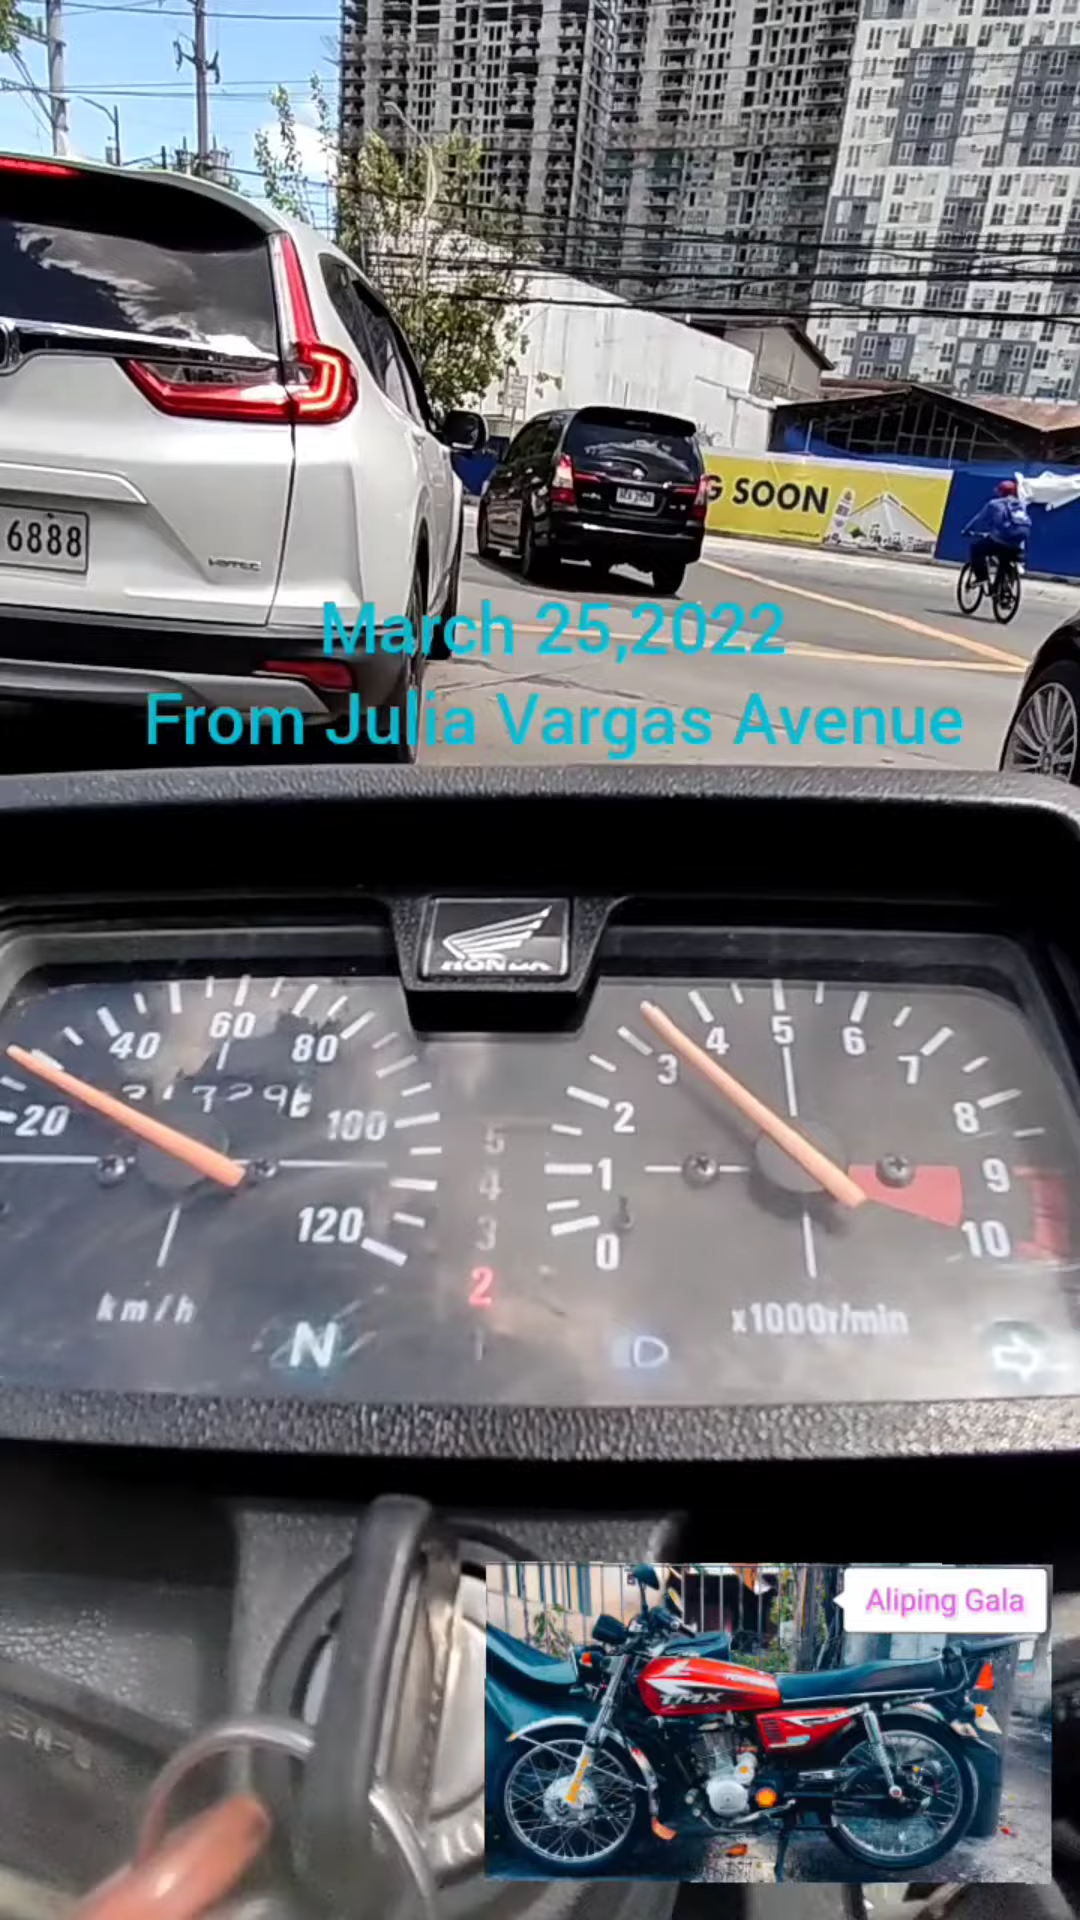 6888
G SOON
March 25,2022
From Julia Vargas Avenue
HONDA
20 40 60 80 100 120
km/h
N
5
4
3
2
1
0 1 2 3 4 5 6 7 8 9 10
x1000r/min
Aliping Gala
TMX